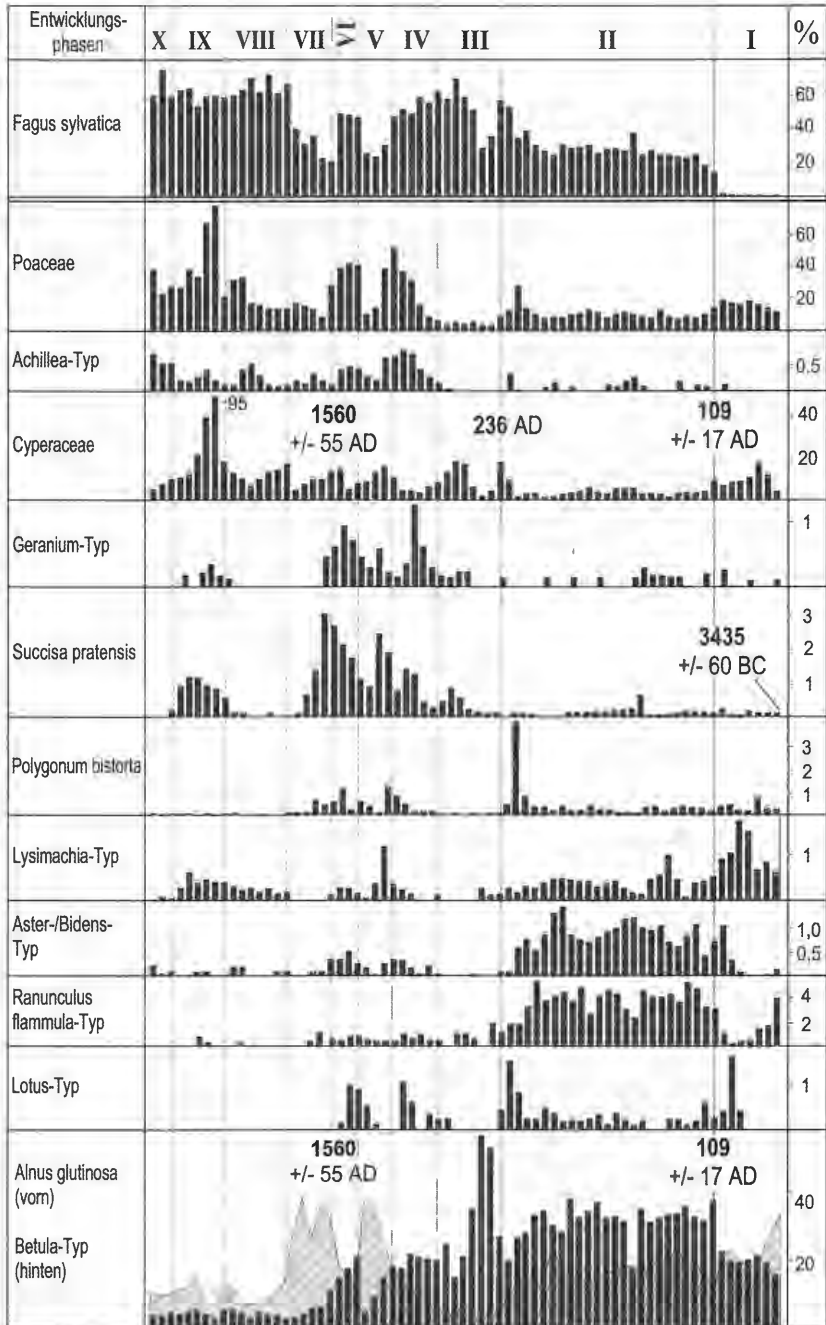 Entwicklungs-
phasen
X IX VIII VII VI V IV III II I %
Fagus sylvatica
60
40
20
Poaceae
60
40
20
Achillea-Typ
0.5
Cyperaceae
95
1560
+/- 55 AD
236 AD
109
+/- 17 AD
40
20
Geranium-Typ
1
Succisa pratensis
3435
+/- 60 BC
3
2
1
Polygonum bistorta
3
2
1
Lysimachia-Typ
1
Aster-/Bidens-
Typ
1,0
0,5
Ranunculus
flammula-Typ
4
2
Lotus-Typ
1
Alnus glutinosa
(vorn)
Betula-Typ
(hinten)
1560
+/- 55 AD
109
+/- 17 AD
40
20